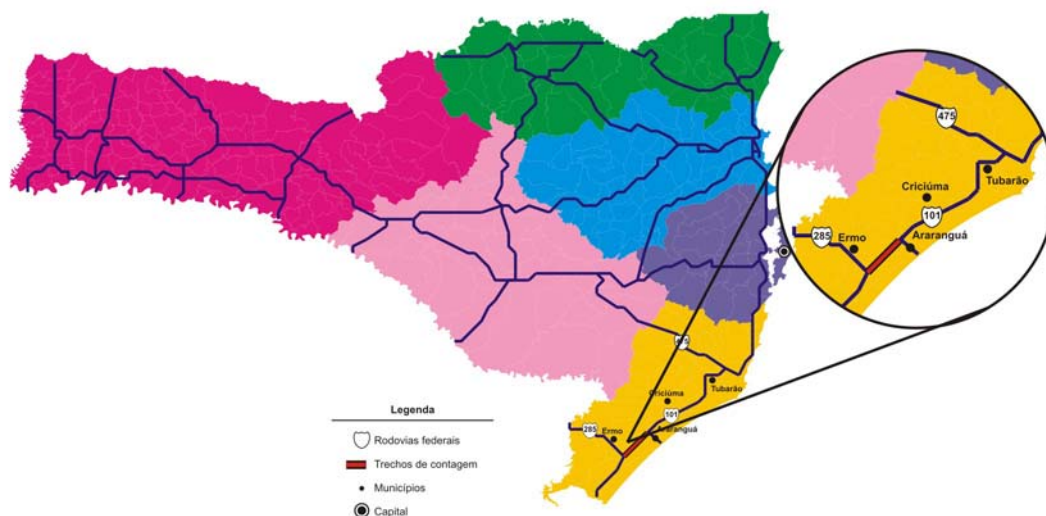 475
Tubarão
Criciúma
101
Araranguá
285
Ermo
475
Tubarão
Criciúma
101
Araranguá
285
Ermo
Legenda
Rodovias federais
Trechos de contagem
Municípios
Capital